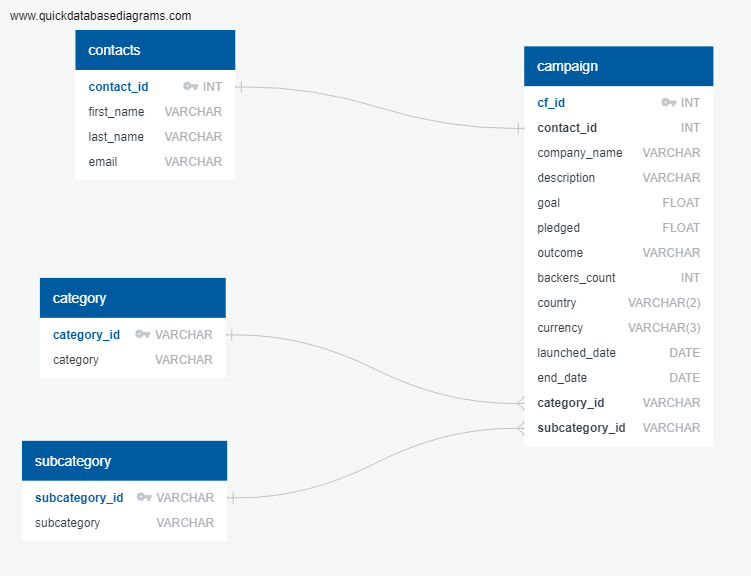 www.quickdatabasediagrams.com
contacts
contact_id INT
first_name VARCHAR
last_name VARCHAR
email VARCHAR
campaign
cf_id INT
contact_id INT
company_name VARCHAR
description VARCHAR
goal FLOAT
pledged FLOAT
outcome VARCHAR
backers_count INT
country VARCHAR(2)
currency VARCHAR(3)
launched_date DATE
end_date DATE
category_id VARCHAR
subcategory_id VARCHAR
category
category_id VARCHAR
category VARCHAR
subcategory
subcategory_id VARCHAR
subcategory VARCHAR